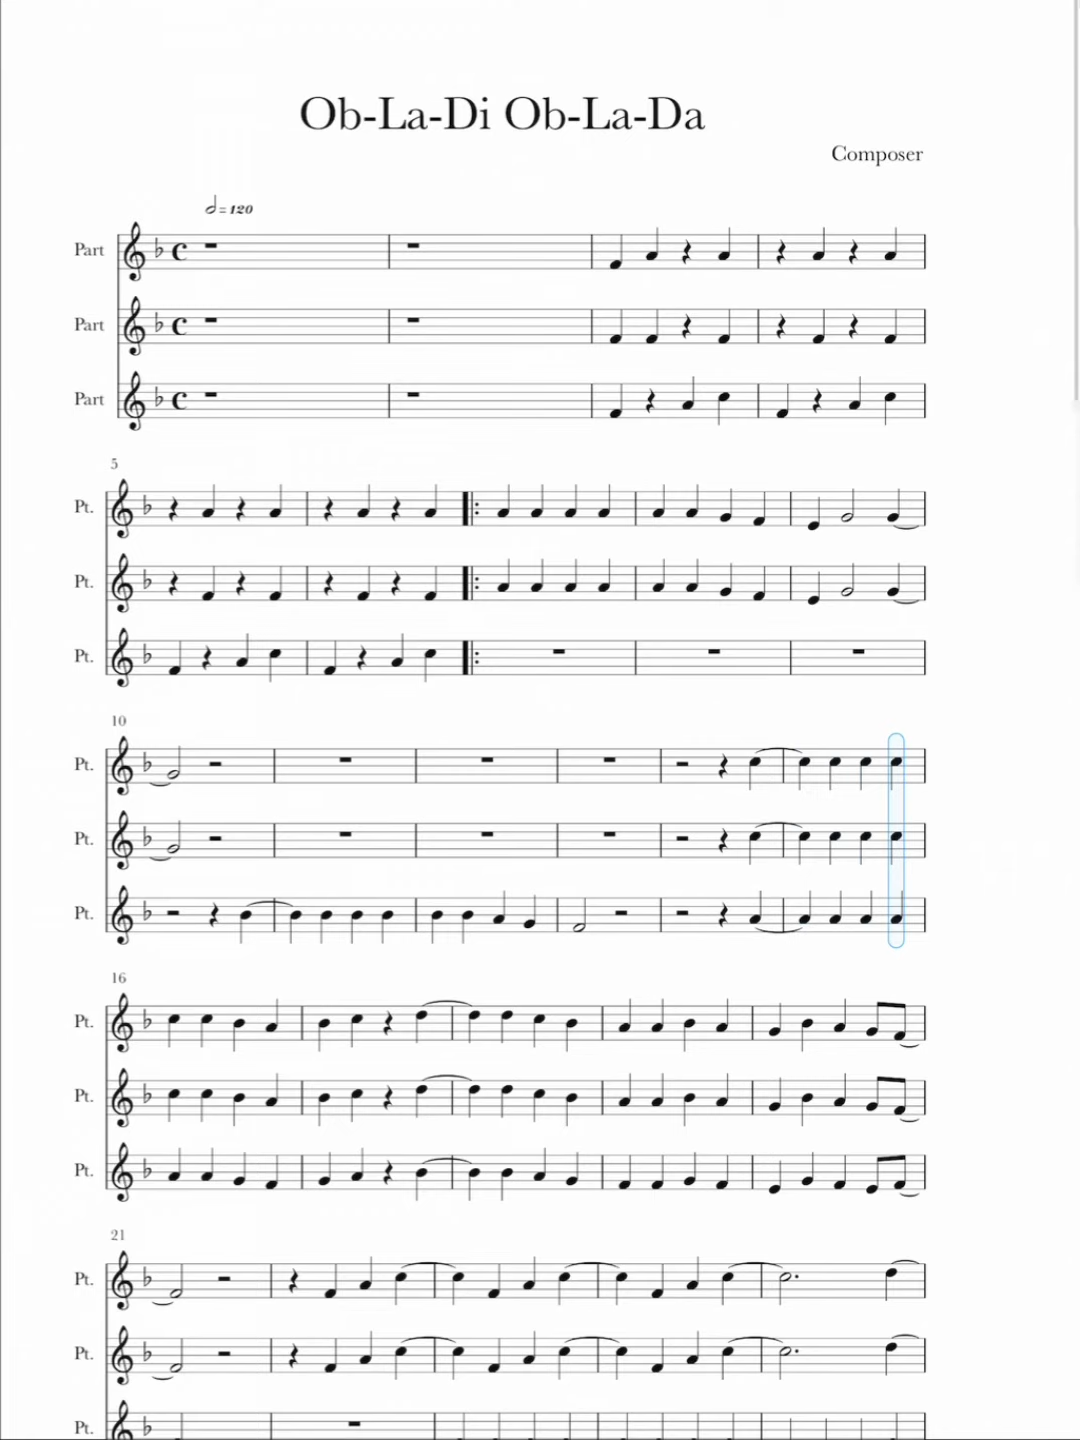 Ob-La-Di Ob-La-Da
Composer
= 120
Part
Part
Part
5
Pt.
Pt.
Pt.
10
Pt.
Pt.
Pt.
16
Pt.
Pt.
Pt.
21
Pt.
Pt.
Pt.